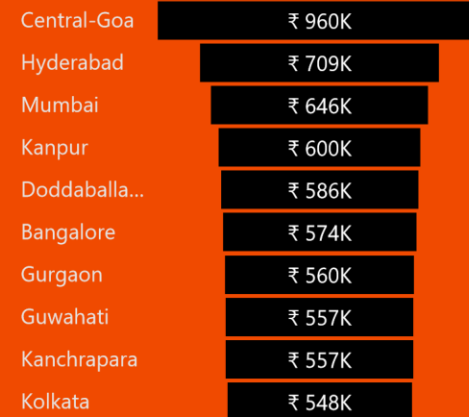 Central-Goa ₹ 960K
Hyderabad ₹ 709K
Mumbai ₹ 646K
Kanpur ₹ 600K
Doddaballa... ₹ 586K
Bangalore ₹ 574K
Gurgaon ₹ 560K
Guwahati ₹ 557K
Kanchrapara ₹ 557K
Kolkata ₹ 548K